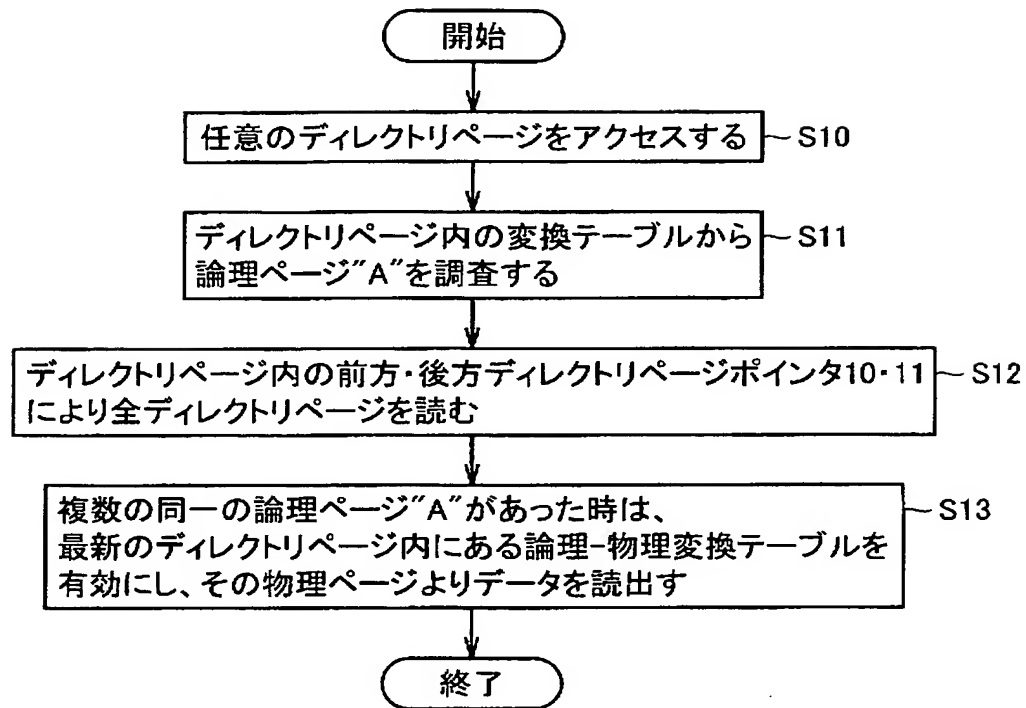 開始
任意のディレクトリページをアクセスする
S10
ディレクトリページ内の変換テーブルから
論理ページ"A"を調査する
S11
ディレクトリページ内の前方・後方ディレクトリページポインタ10・11
により全ディレクトリページを読む
S12
複数の同一の論理ページ"A"があった時は、
最新のディレクトリページ内にある論理-物理変換テーブルを
有効にし、その物理ページよりデータを読出す
S13
終了